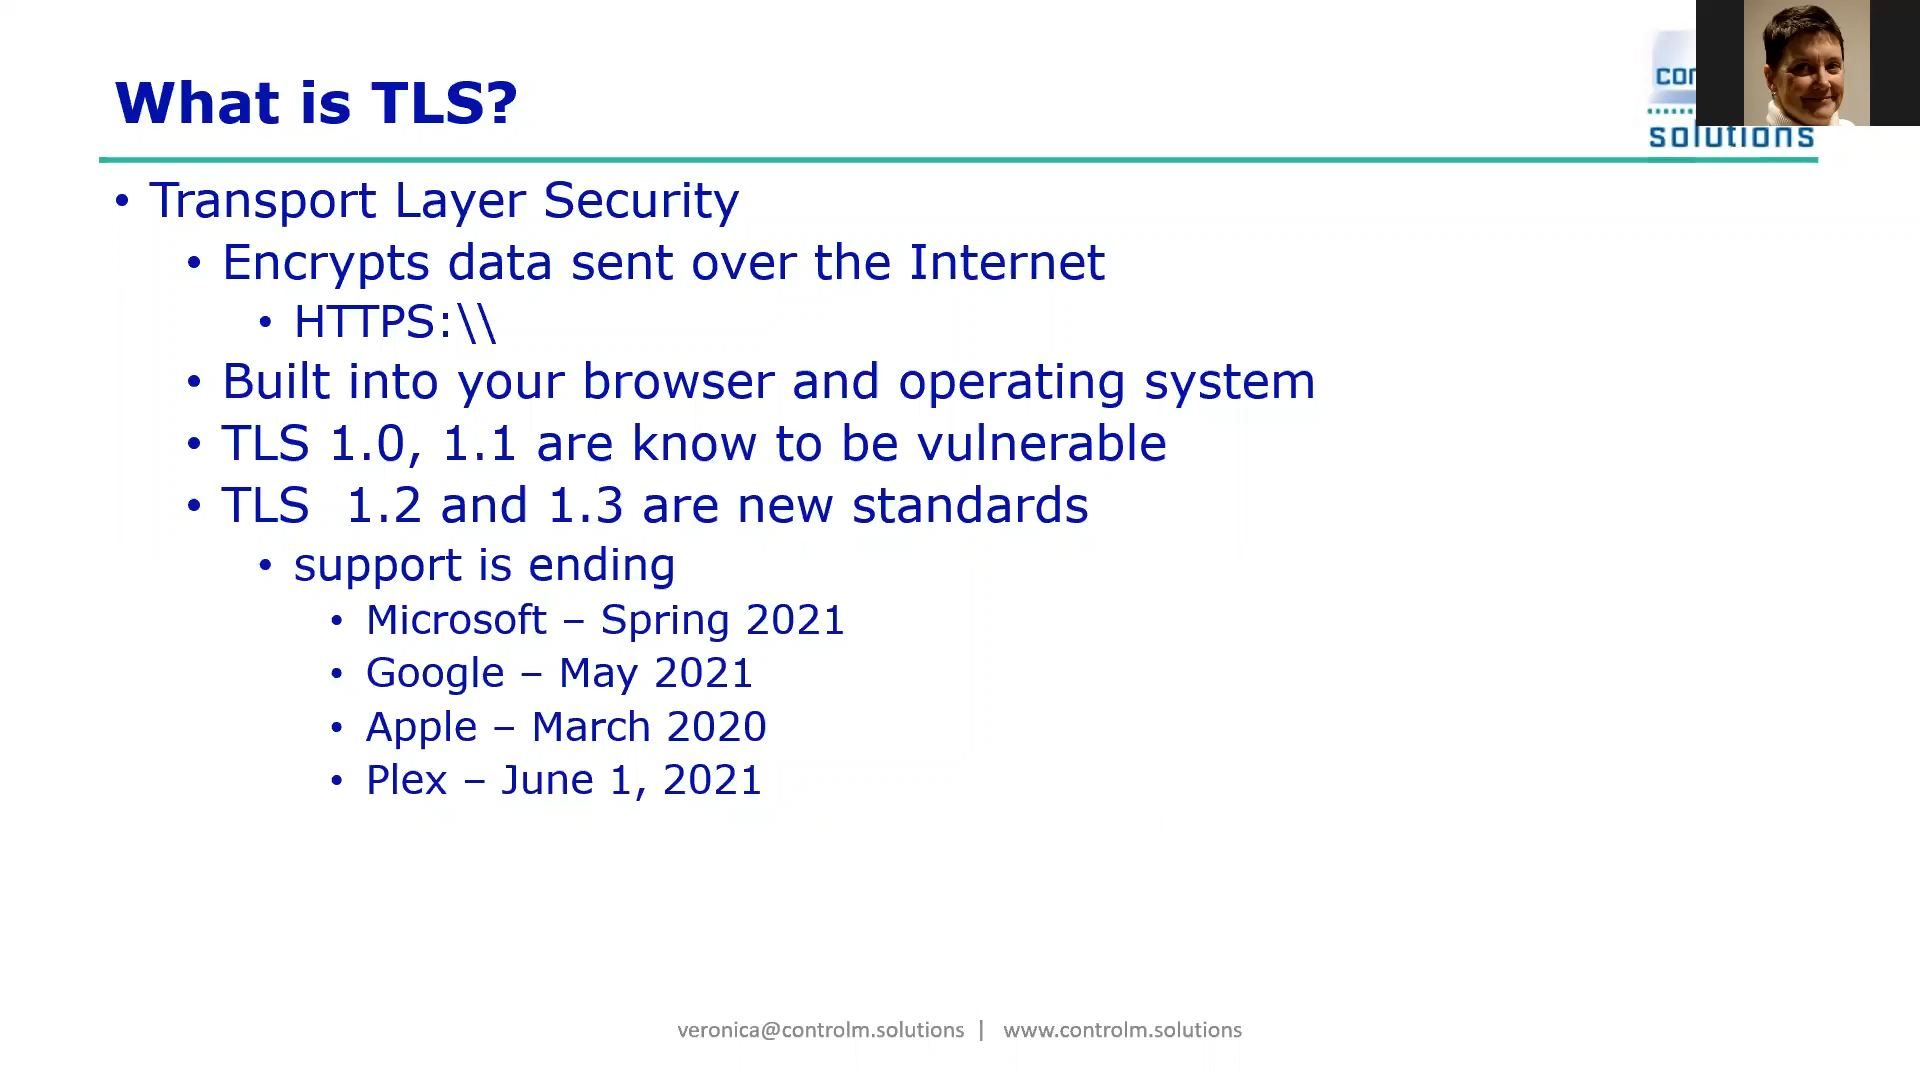 What is TLS?
solutions
• Transport Layer Security
• Encrypts data sent over the Internet
• HTTPS:\\
• Built into your browser and operating system
• TLS 1.0, 1.1 are know to be vulnerable
• TLS  1.2 and 1.3 are new standards
• support is ending
• Microsoft – Spring 2021
• Google – May 2021
• Apple – March 2020
• Plex – June 1, 2021
veronica@controlm.solutions | www.controlm.solutions